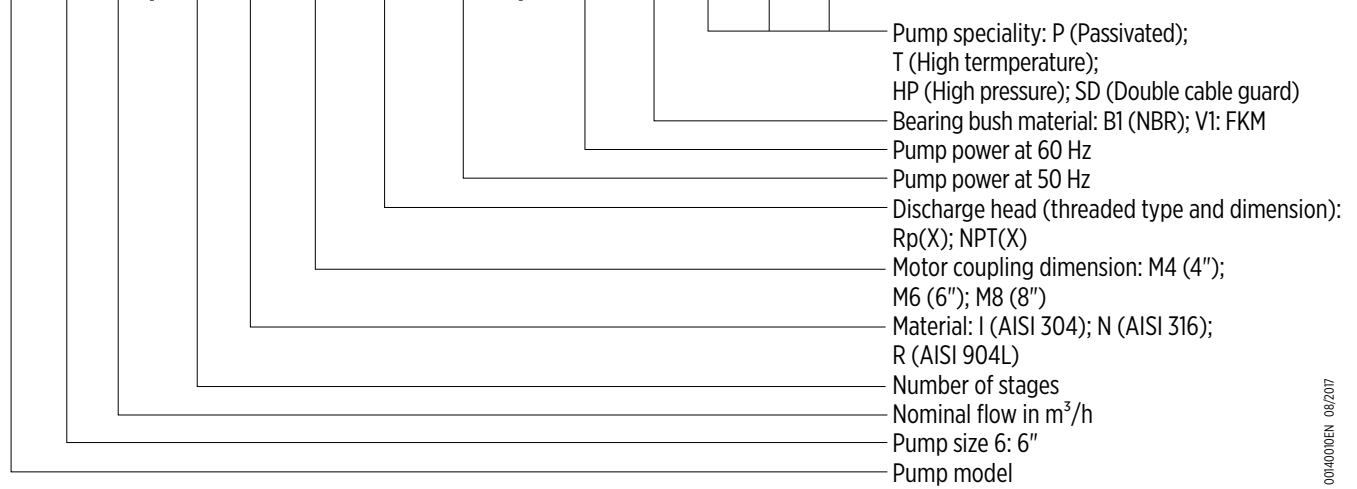 Pump speciality: P (Passivated);
T (High termperature);
HP (High pressure); SD (Double cable guard)
Bearing bush material: B1 (NBR); V1: FKM
Pump power at 60 Hz
Pump power at 50 Hz
Discharge head (threaded type and dimension):
Rp(X); NPT(X)
Motor coupling dimension: M4 (4");
M6 (6"); M8 (8")
Material: I (AISI 304); N (AISI 316);
R (AISI 904L)
Number of stages
Nominal flow in m³/h
Pump size 6: 6"
Pump model
00140010EN 08/2017